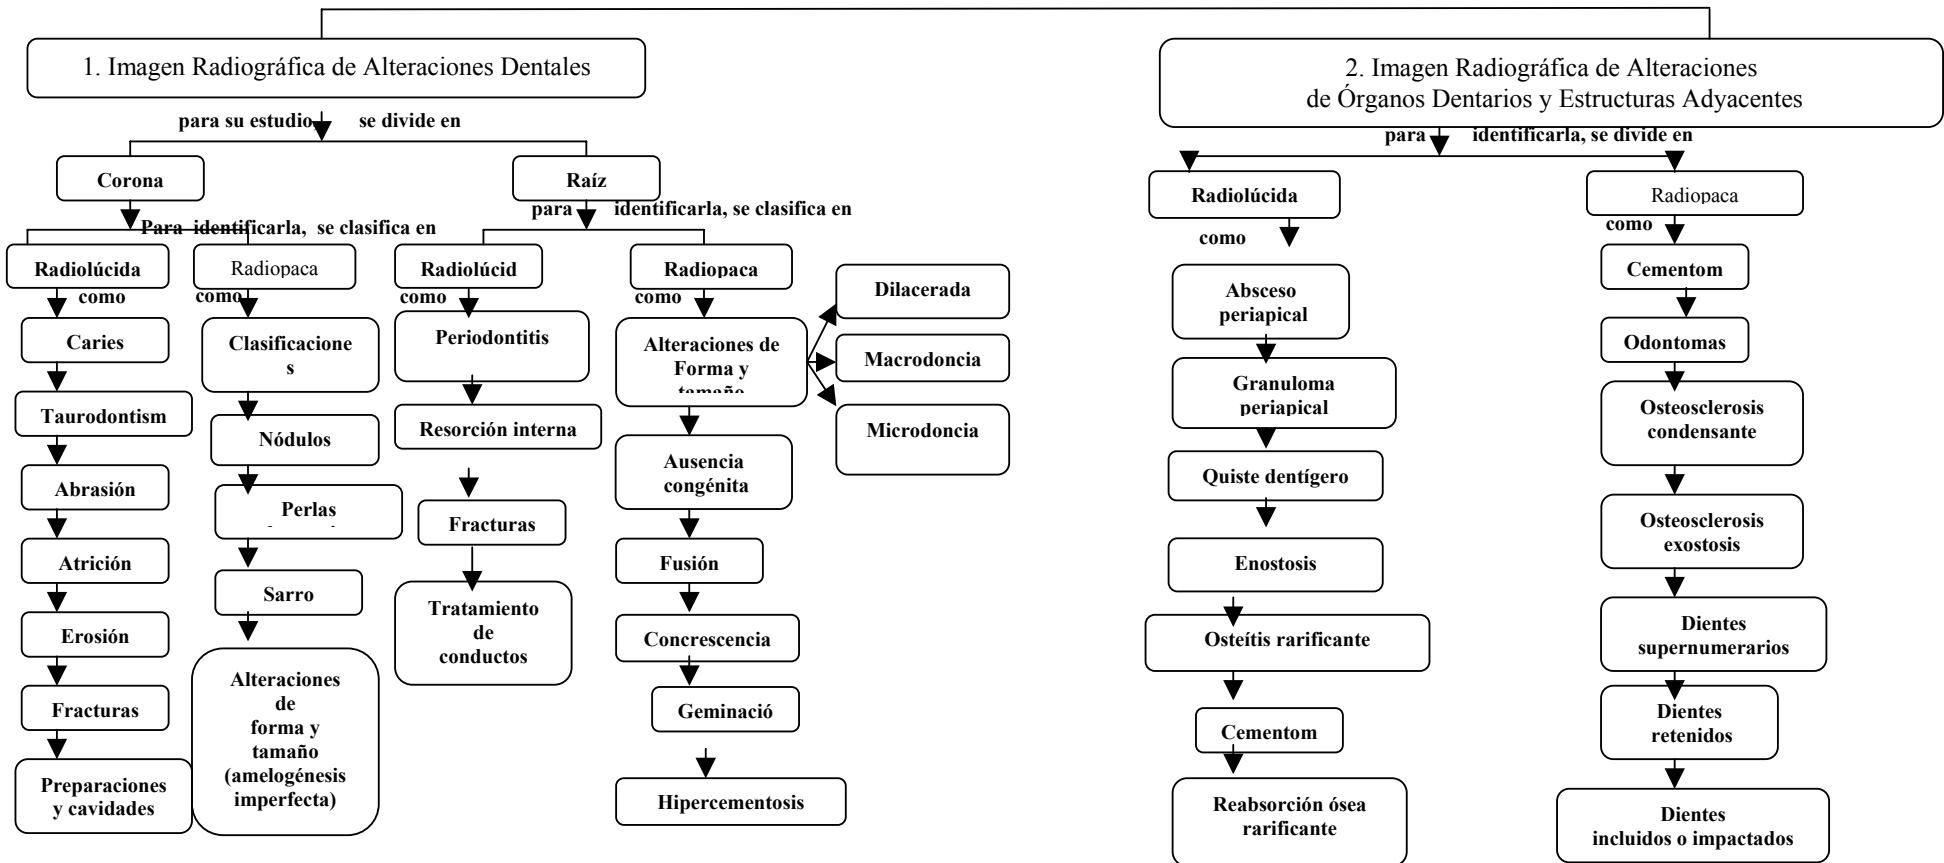 1. Imagen Radiográfica de Alteraciones Dentales
para su estudio, se divide en
Corona
Para identificarla, se clasifica en
Radiolúcida
como
Caries
Taurodontism
Abrasión
Atrición
Erosión
Fracturas
Preparaciones
y cavidades
Radiopaca
como
Clasificacione
s
Nódulos
Perlas
Sarro
Alteraciones
de
forma y
tamaño
(amelogénesis
imperfecta)
Raíz
para identificarla, se clasifica en
Radiolúcid
como
Periodontitis
Resorción interna
Fracturas
Tratamiento
de
conductos
Radiopaca
como
Alteraciones de
Forma y
tamaño
Dilacerada
Macrodoncia
Microdoncia
Ausencia
congénita
Fusión
Concrescencia
Geminació
Hipercementosis
2. Imagen Radiográfica de Alteraciones
de Órganos Dentarios y Estructuras Adyacentes
para identificarla, se divide en
Radiolúcida
como
Absceso
periapical
Granuloma
periapical
Quiste dentígero
Enostosis
Osteítis rarificante
Cementom
Reabsorción ósea
rarificante
Radiopaca
como
Cementom
Odontomas
Osteosclerosis
condensante
Osteosclerosis
exostosis
Dientes
supernumerarios
Dientes
retenidos
Dientes
incluidos o impactados